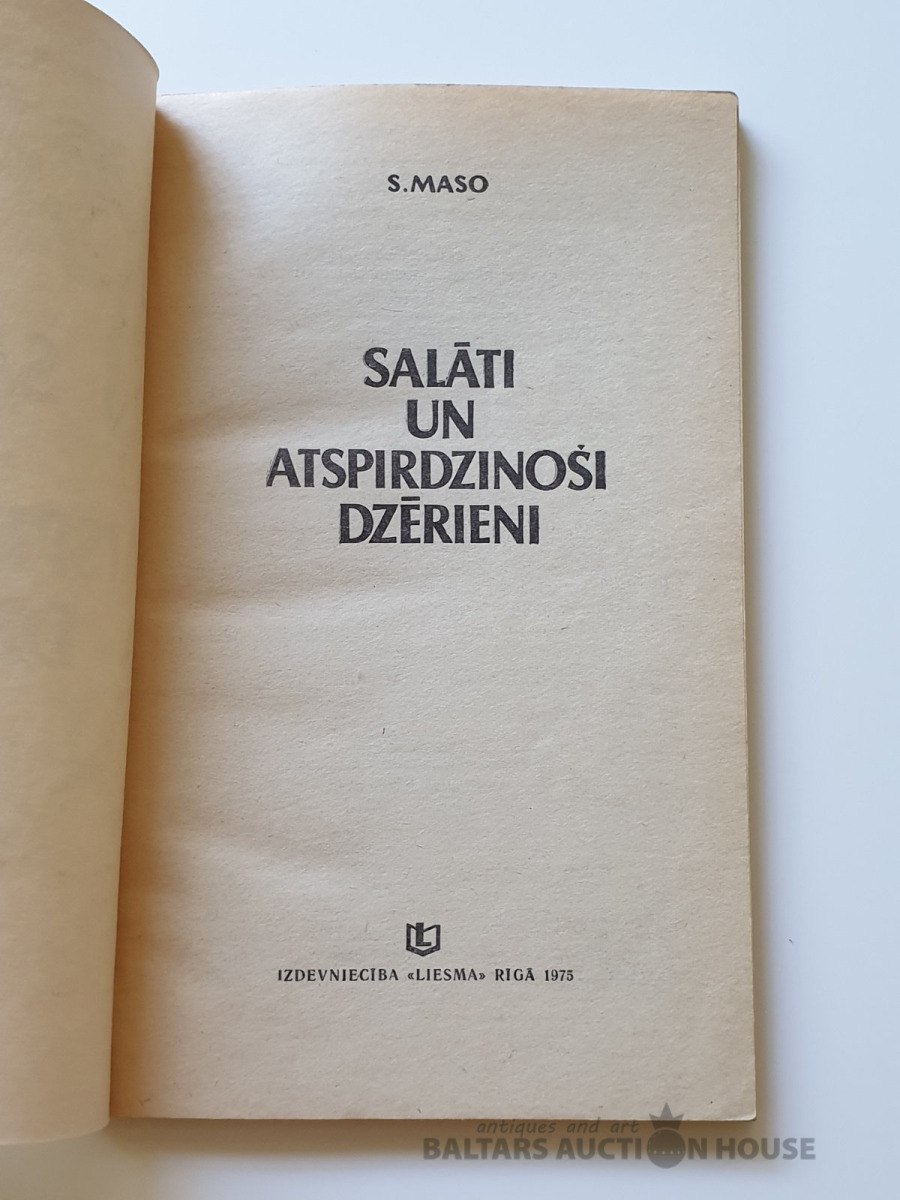 S.MASO
SALĀTI
UN
ATSPIRDZINOŠI
DZĒRIENI
L
IZDEVNIECĪBA «LIESMA» RĪGĀ 1975
antiques and art
BALTARS AUCTION HOUSE